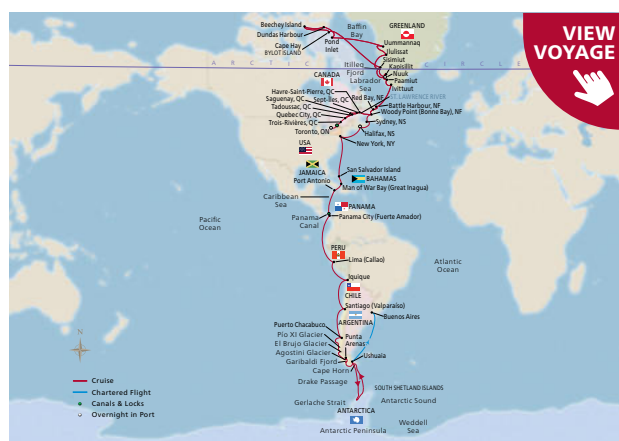 VIEW
VOYAGE
Beechey Island
Dundas Harbour
Baffin
Bay
GREENLAND
Pond
Inlet
Cape Hay
BYLOT ISLAND
Uummannaq
Ilulissat
Sisimiut
Itilleq
Fjord
Kapisillit
Nuuk
Paamiut
Ivittuut
ARCTIC CIRCLE
CANADA
Labrador
Sea
Havre-Saint-Pierre, QC
Sept-Îles, QC
Saguenay, QC
Tadoussac, QC
Quebec City, QC
Trois-Rivières, QC
Toronto, ON
Red Bay, NF
ST. LAWRENCE RIVER
Battle Harbour, NF
Woody Point (Bonne Bay), NF
Sydney, NS
Halifax, NS
New York, NY
USA
San Salvador Island
BAHAMAS
JAMAICA
Port Antonio
Man of War Bay (Great Inagua)
Caribbean
Sea
PANAMA
Panama
Canal
Panama City (Fuerte Amador)
Pacific
Ocean
PERU
Lima (Callao)
Atlantic
Ocean
Iquique
CHILE
Santiago (Valparaíso)
Buenos Aires
ARGENTINA
Puerto Chacabuco
Pío XI Glacier
El Brujo Glacier
Agostini Glacier
Garibaldi Fjord
Punta
Arenas
Ushuaia
Cape Horn
Drake Passage
SOUTH SHETLAND ISLANDS
Gerlache Strait
Antarctic Sound
ANTARCTICA
Antarctic Peninsula
Weddell
Sea
N
Cruise
Chartered Flight
Canals & Locks
Overnight in Port